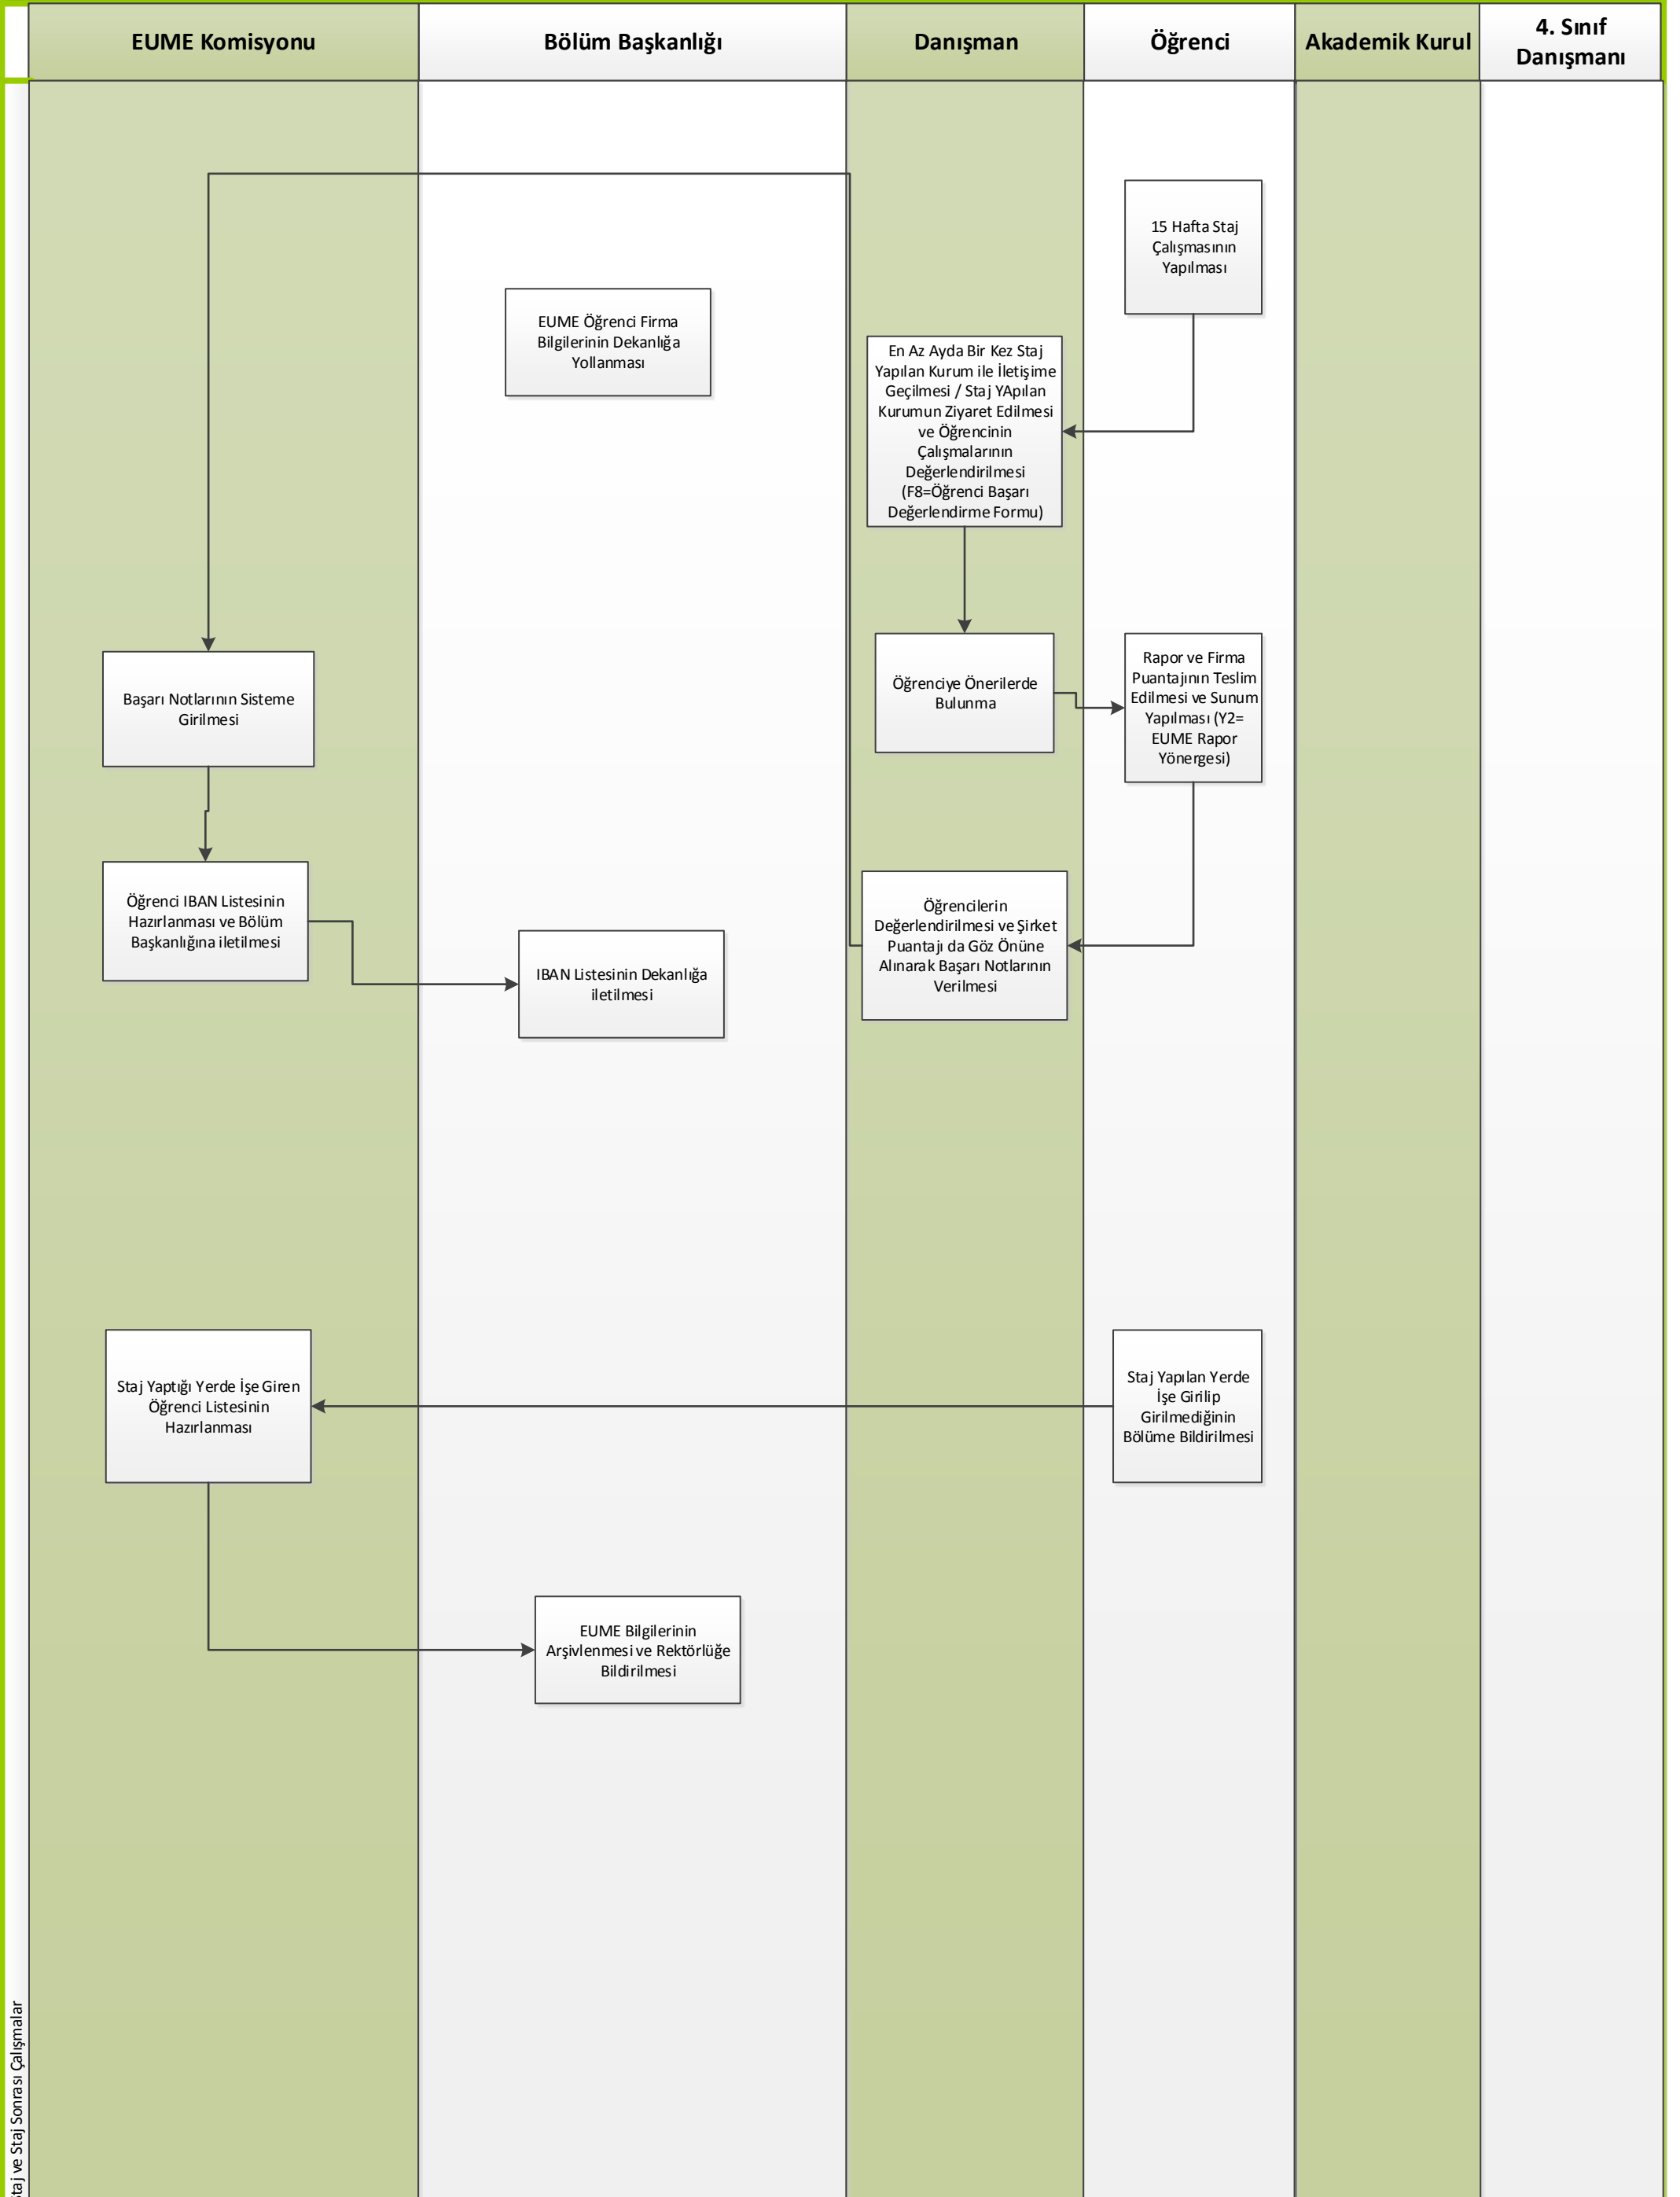 EUME Komisyonu
Bölüm Başkanlığı
Danışman
Öğrenci
Akademik Kurul
4. Sınıf
Danışmanı
15 Hafta Staj
Çalışmasının
Yapılması
EUME Öğrenci Firma
Bilgilerinin Dekanlığa
Yollanması
En Az Ayda Bir Kez Staj
Yapılan Kurum ile İletişime
Geçilmesi / Staj YApılan
Kurumun Ziyaret Edilmesi
ve Öğrencinin
Çalışmalarının
Değerlendirilmesi
(F8=Öğrenci Başarı
Değerlendirme Formu)
Başarı Notlarının Sisteme
Girilmesi
Öğrenciye Önerilerde
Bulunma
Rapor ve Firma
Puantajının Teslim
Edilmesi ve Sunum
Yapılması (Y2=
EUME Rapor
Yönergesi)
Öğrenci IBAN Listesinin
Hazırlanması ve Bölüm
Başkanlığına iletilmesi
IBAN Listesinin Dekanlığa
iletilmesi
Öğrencilerin
Değerlendirilmesi ve Şirket
Puantajı da Göz Önüne
Alınarak Başarı Notlarının
Verilmesi
Staj Yaptığı Yerde İşe Giren
Öğrenci Listesinin
Hazırlanması
Staj Yapılan Yerde
İşe Girilip
Girilmediğinin
Bölüme Bildirilmesi
EUME Bilgilerinin
Arşivlenmesi ve Rektörlüğe
Bildirilmesi
Staj ve Staj Sonrası Çalışmalar